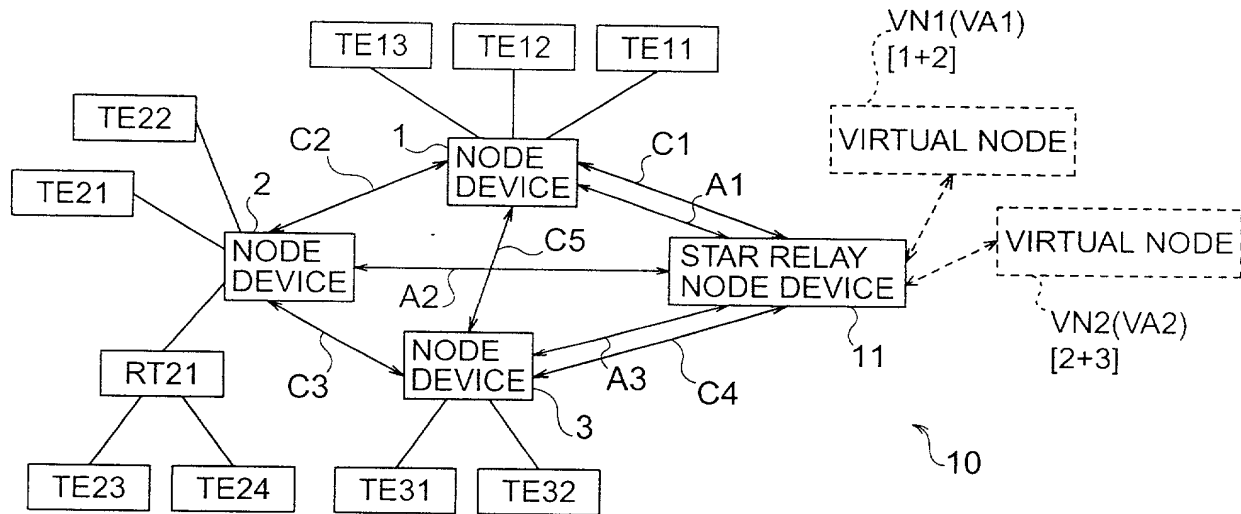 VN1(VA1)
[1+2]
TE13
TE12
TE11
TE22
VIRTUAL NODE
1
C2
C1
NODE
DEVICE
A1
TE21
2
NODE
DEVICE
C5
STAR RELAY
NODE DEVICE
VIRTUAL NODE
A2
VN2(VA2)
[2+3]
11
NODE
DEVICE
RT21
C3
A3
C4
3
10
TE23
TE24
TE31
TE32